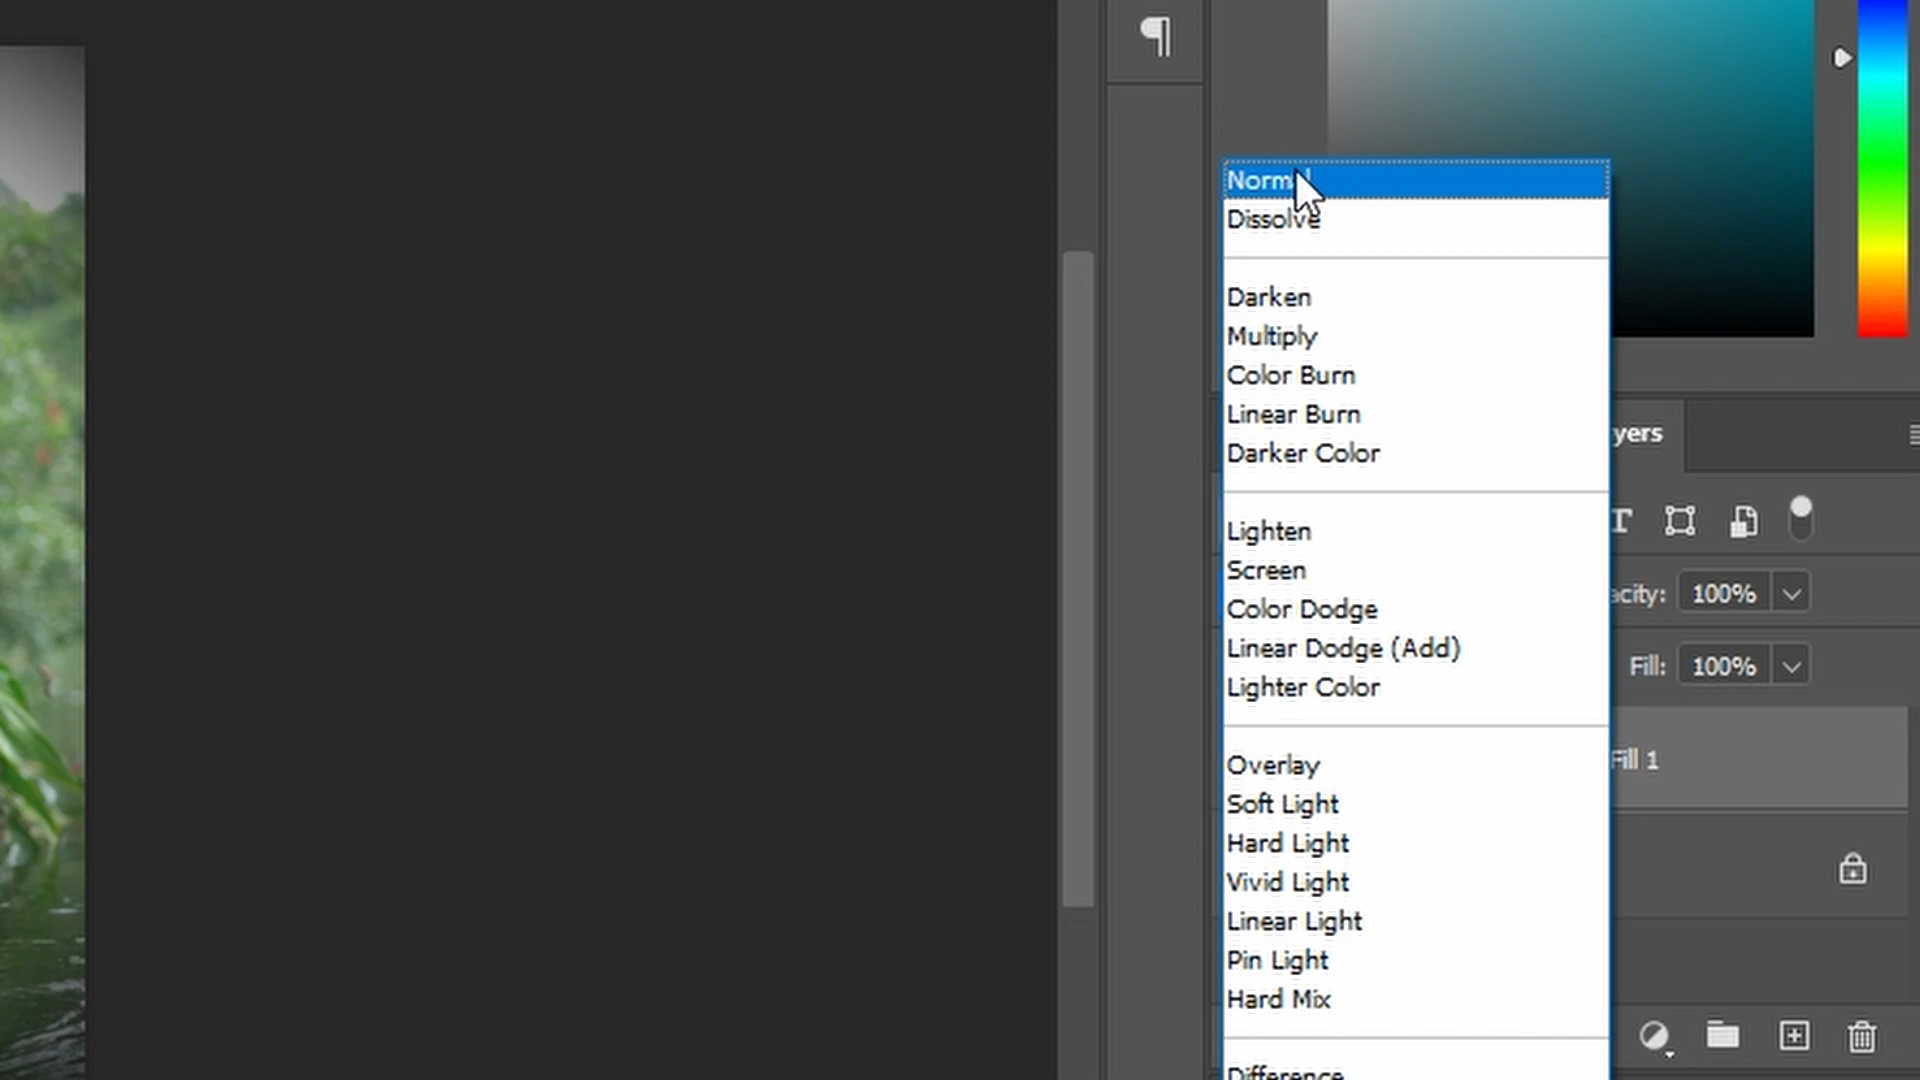 Normal
Dissolve
Darken
Multiply
Color Burn
Linear Burn
Darker Color
Lighten
Screen
Color Dodge
Linear Dodge (Add)
Lighter Color
Overlay
Soft Light
Hard Light
Vivid Light
Linear Light
Pin Light
Hard Mix
Difference
yers
T
acity: 100%
Fill: 100%
Fill 1